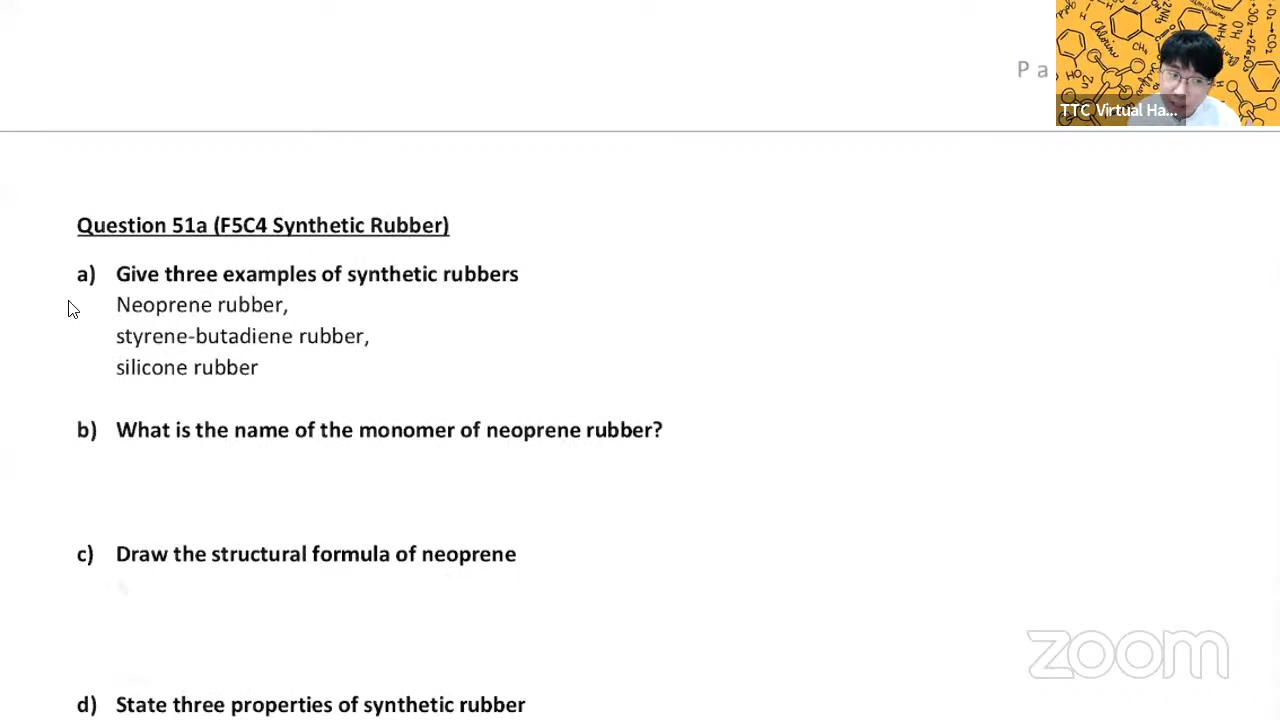 Pa
TTC Virtual Ha...
Question 51a (F5C4 Synthetic Rubber)
a) Give three examples of synthetic rubbers
Neoprene rubber,
styrene-butadiene rubber,
silicone rubber
b) What is the name of the monomer of neoprene rubber?
c) Draw the structural formula of neoprene
zoom
d) State three properties of synthetic rubber